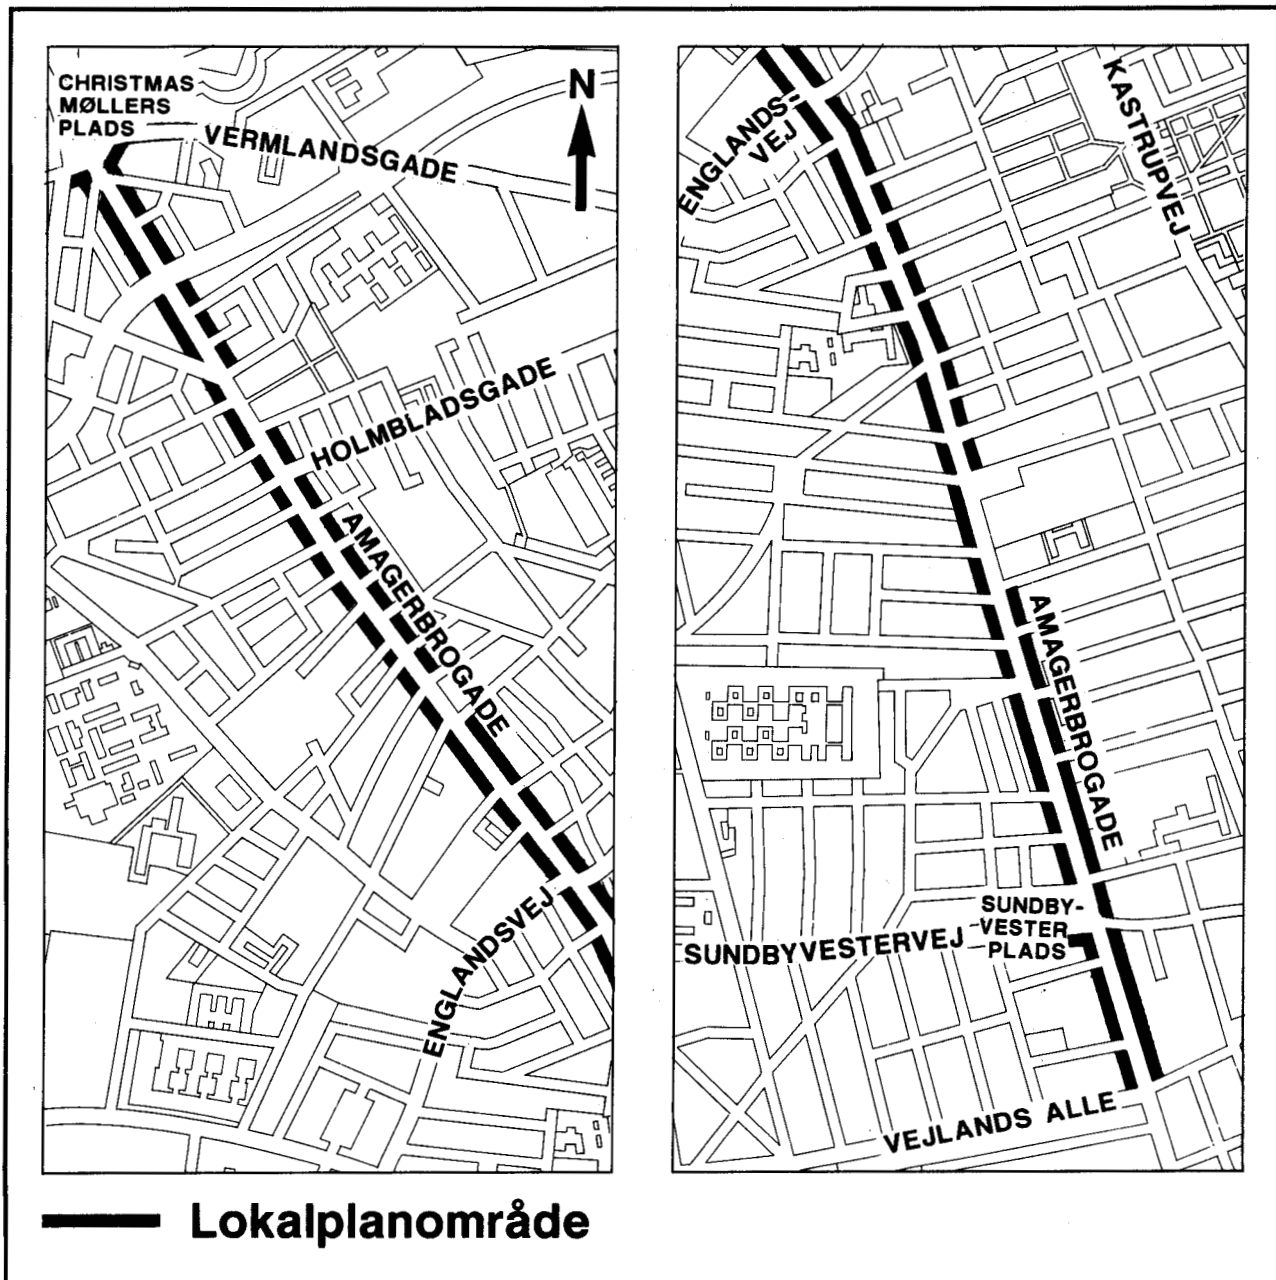 CHRISTMAS
MØLLERS
PLADS
VERMLANDSGADE
N
HOLMBLADSGADE
AMAGERBROGADE
ENGLANDSVEJ
ENGLANDS-
VEJ
KASTRUPVEJ
AMAGERBROGADE
SUNDBY-
VESTER
PLADS
SUNDBYVESTERVEJ
VEJLANDS ALLE
Lokalplanområde